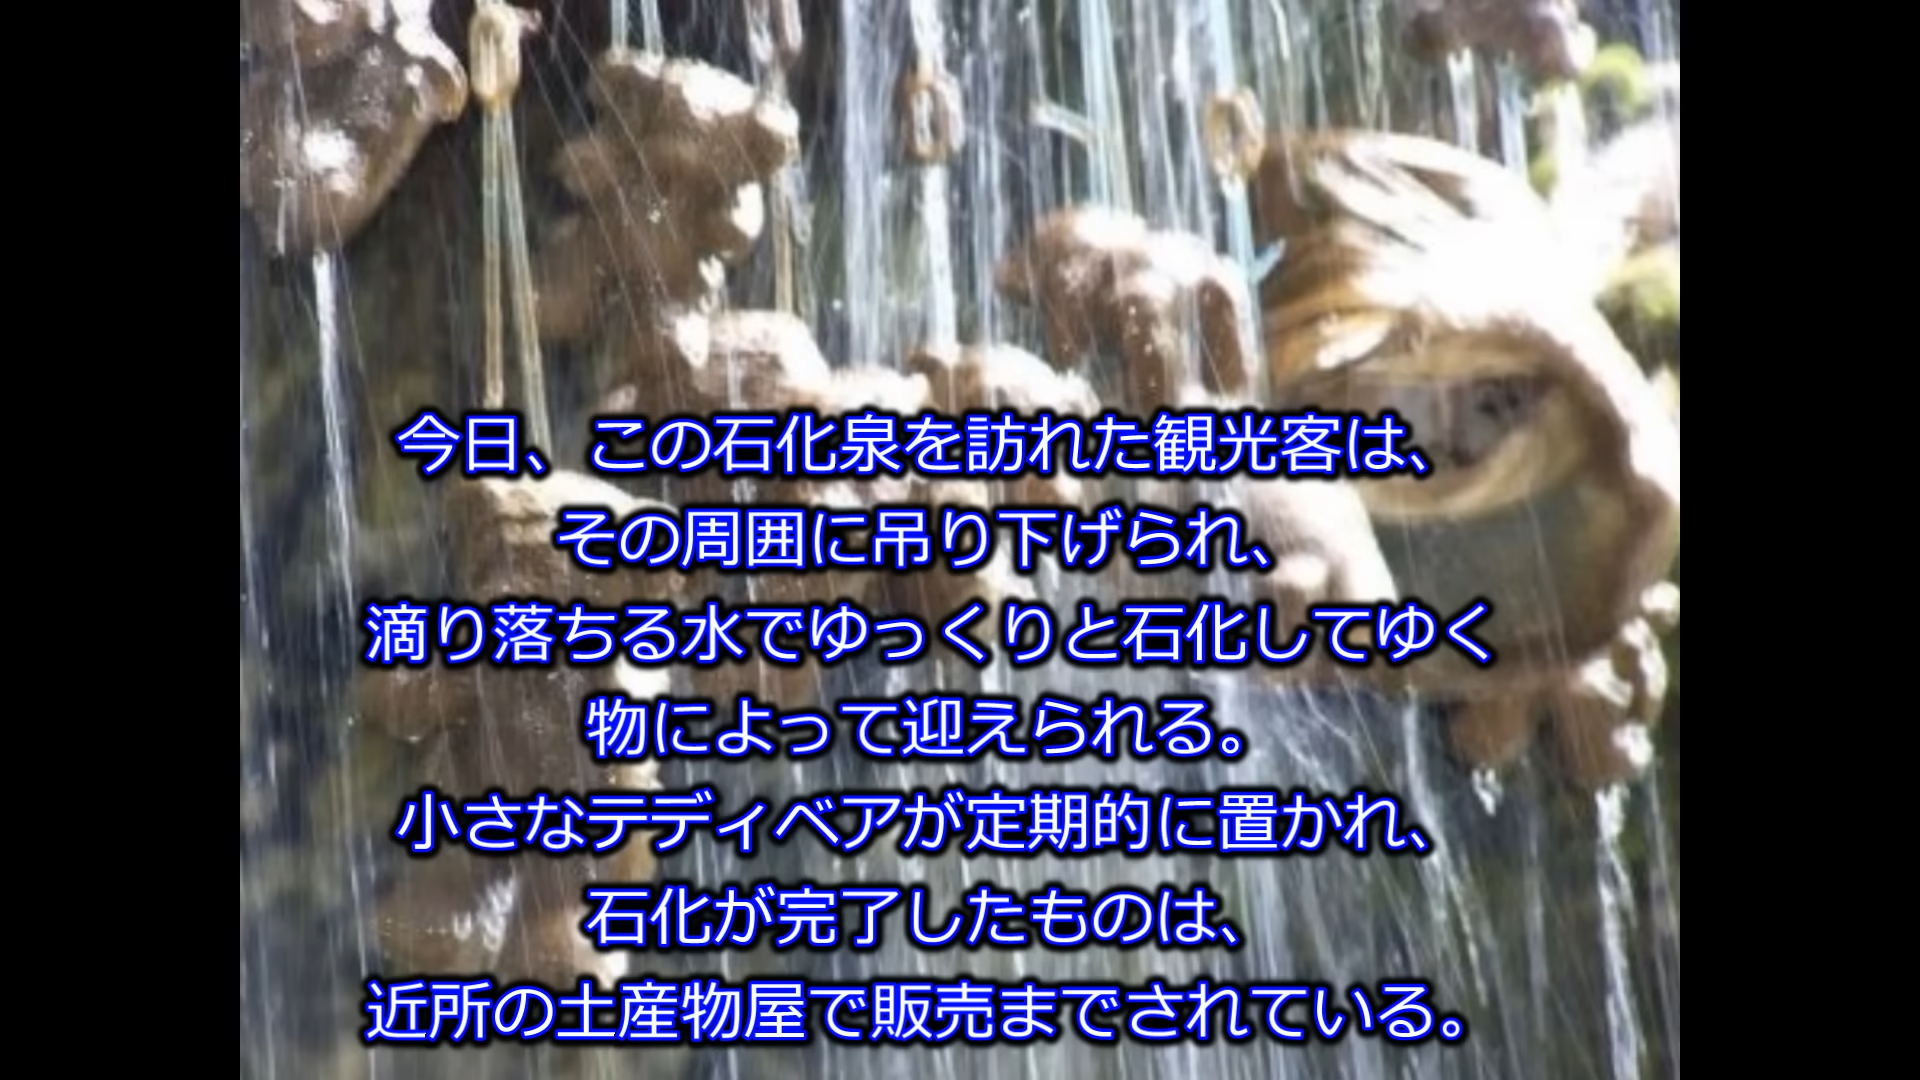 今日、この石化泉を訪れた観光客は、
その周囲に吊り下げられ、
滴り落ちる水でゆっくりと石化してゆく
物によって迎えられる。
小さなテディベアが定期的に置かれ、
石化が完了したものは、
近所の土産物屋で販売までされている。